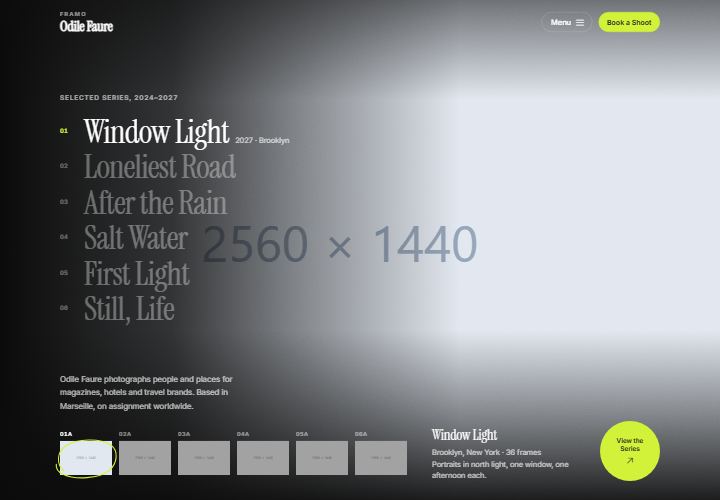 FRAMO
Odile Faure
Menu
Book a Shoot
SELECTED SERIES, 2024–2027
01 Window Light 2027 · Brooklyn
02 Loneliest Road
03 After the Rain
04 Salt Water
05 First Light
06 Still, Life
2560 × 1440
Odile Faure photographs people and places for
magazines, hotels and travel brands. Based in
Marseille, on assignment worldwide.
01A 02A 03A 04A 05A 06A
Window Light
Brooklyn, New York · 36 frames
Portraits in north light, one window, one
afternoon each.
View the
Series